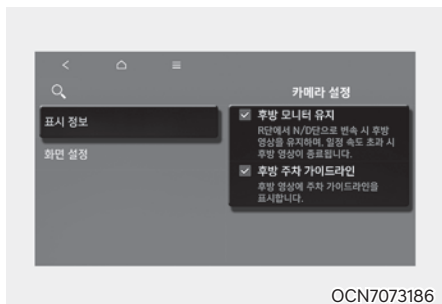 카메라 설정
표시 정보
화면 설정
후방 모니터 유지
R단에서 N/D단으로 변속 시 후방
영상을 유지하며, 일정 속도 초과 시
후방 영상이 종료됩니다.
후방 주차 가이드라인
후방 영상에 주차 가이드라인을
표시합니다.
OCN7073186